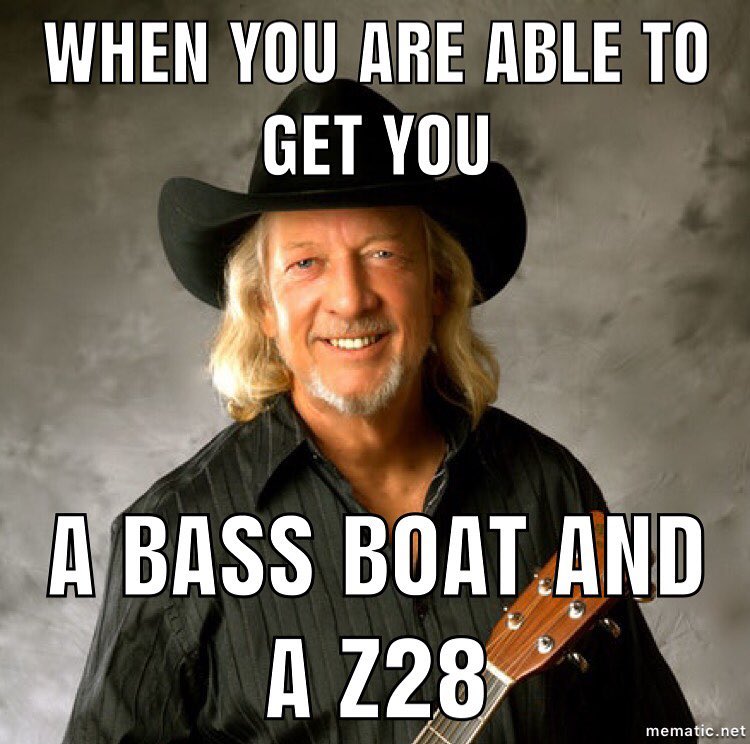 WHEN YOU ARE ABLE TO
GET YOU
A BASS BOAT AND
A Z28
mematic.net